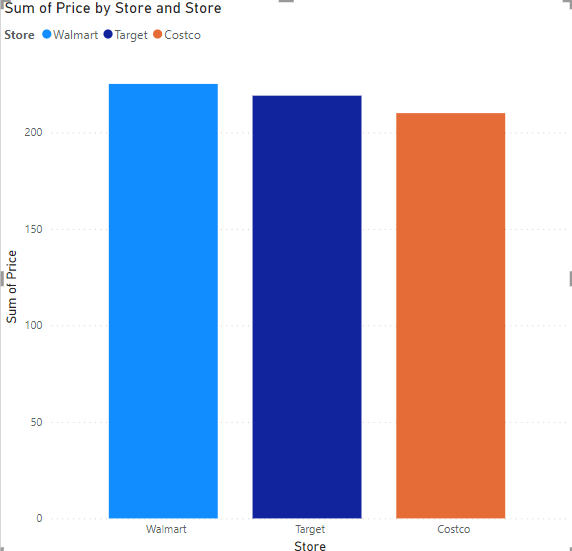 Sum of Price by Store and Store
Store Walmart Target Costco
200
150
100
50
0
Sum of Price
Walmart Target Costco
Store